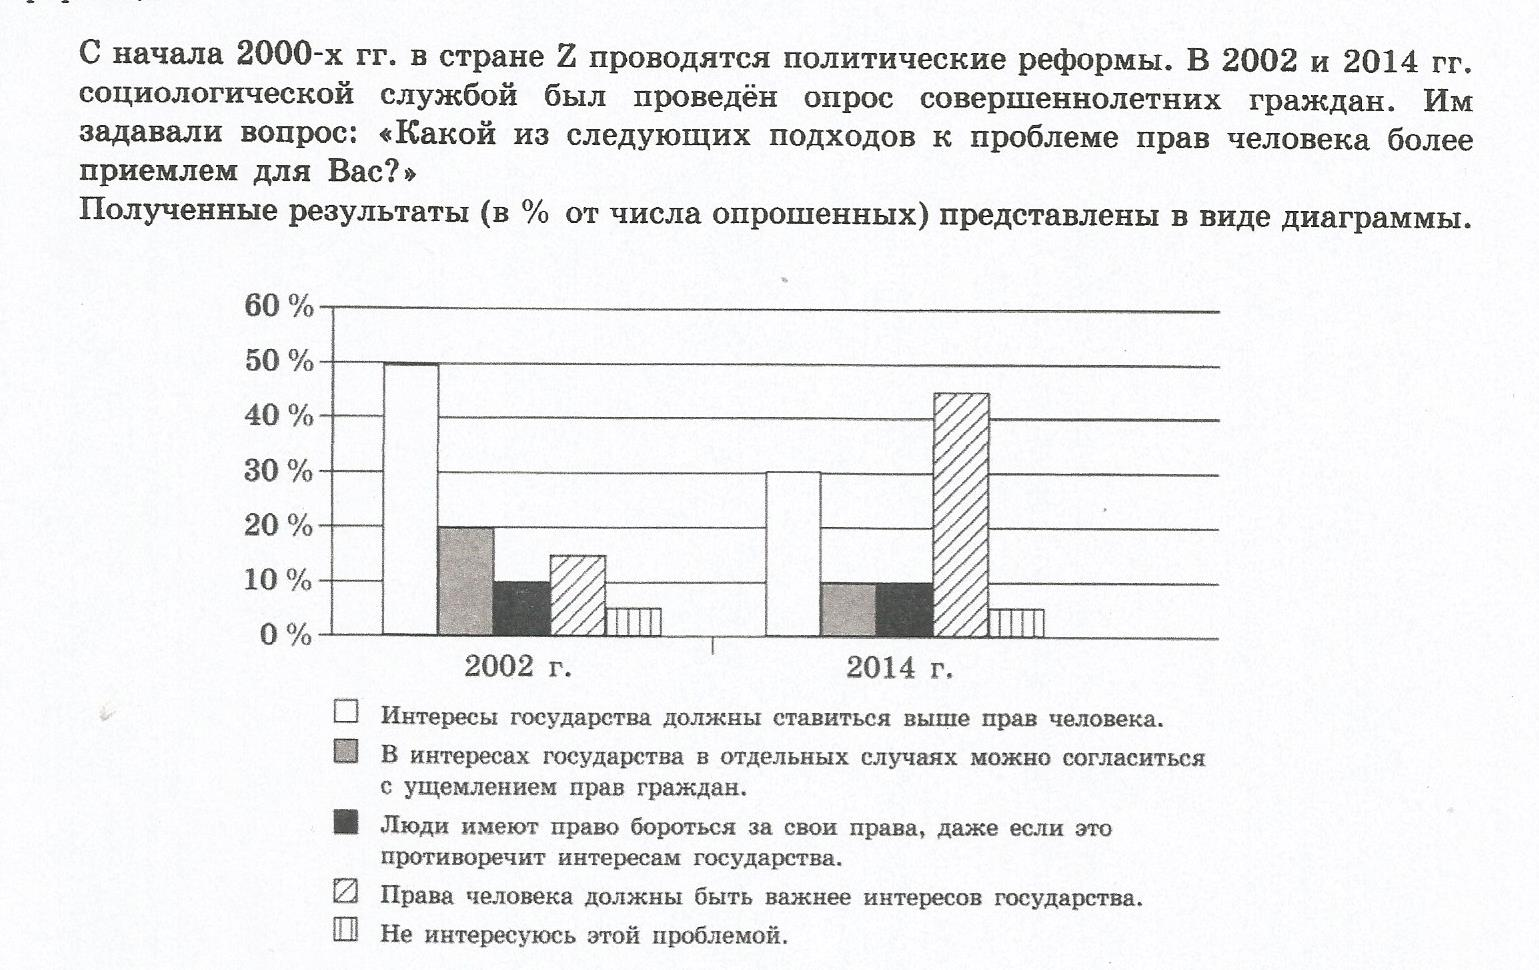 С начала 2000-х гг. в стране Z проводятся политические реформы. В 2002 и 2014 гг.
социологической службой был проведён опрос совершеннолетних граждан. Им
задавали вопрос: «Какой из следующих подходов к проблеме прав человека более
приемлем для Вас?»
Полученные результаты (в % от числа опрошенных) представлены в виде диаграммы.
60 %
50 %
40 %
30 %
20 %
10 %
0 %
2002 г. 2014 г.
Интересы государства должны ставиться выше прав человека.
В интересах государства в отдельных случаях можно согласиться
с ущемлением прав граждан.
Люди имеют право бороться за свои права, даже если это
противоречит интересам государства.
Права человека должны быть важнее интересов государства.
Не интересуюсь этой проблемой.